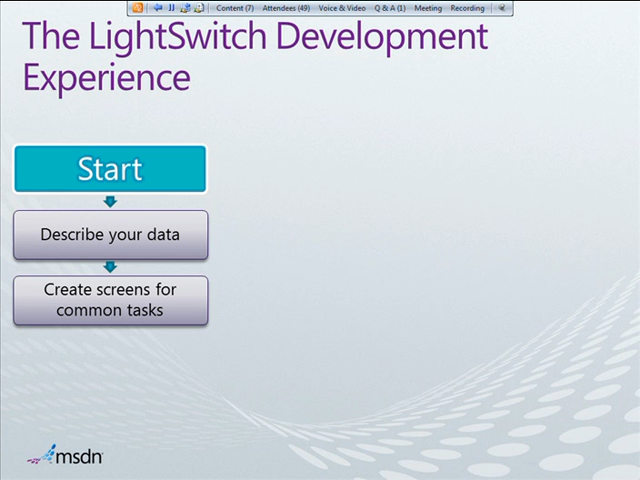 Content (7) Attendees (49) Voice & Video Q & A (1) Meeting Recording
The LightSwitch Development
Experience
Start
Describe your data
Create screens for
common tasks
msdn